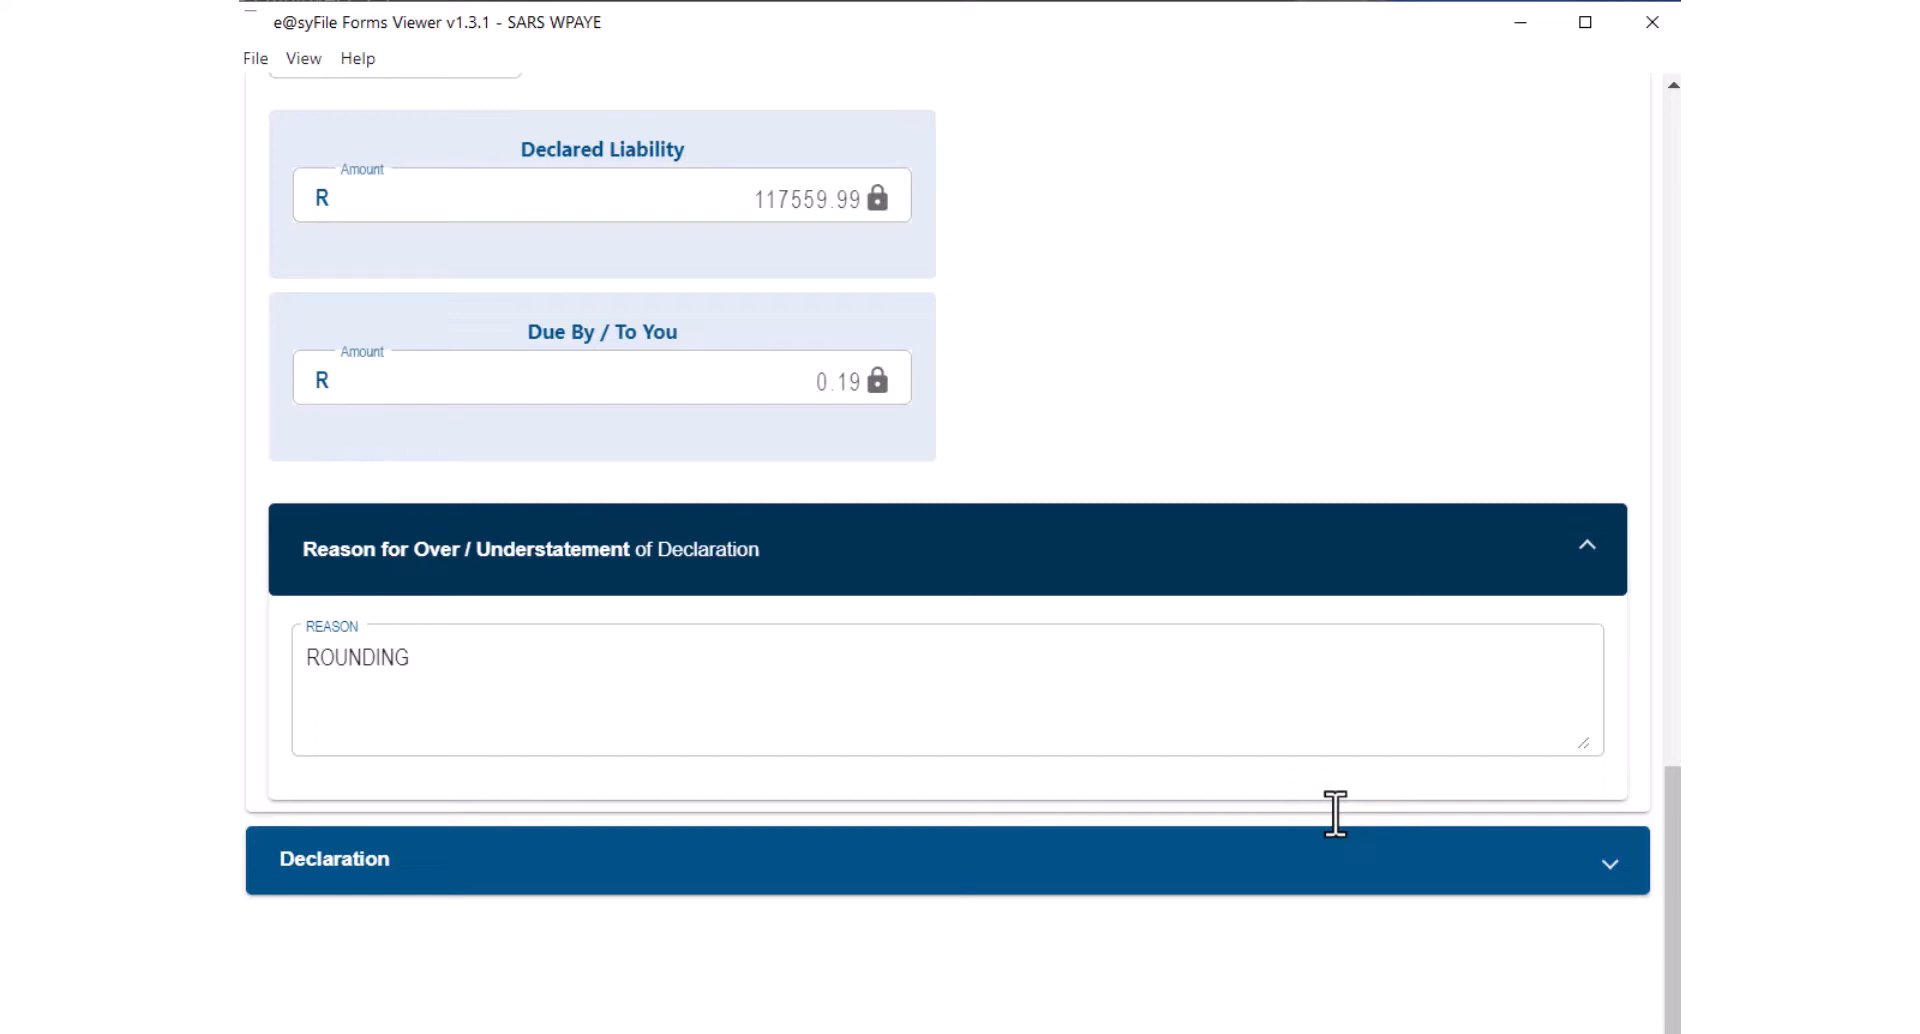 e@syFile Forms Viewer v1.3.1 - SARS WPAYE
File View Help
Declared Liability
Amount
R 117559.99
Due By / To You
Amount
R 0.19
Reason for Over / Understatement of Declaration
REASON
ROUNDING
Declaration